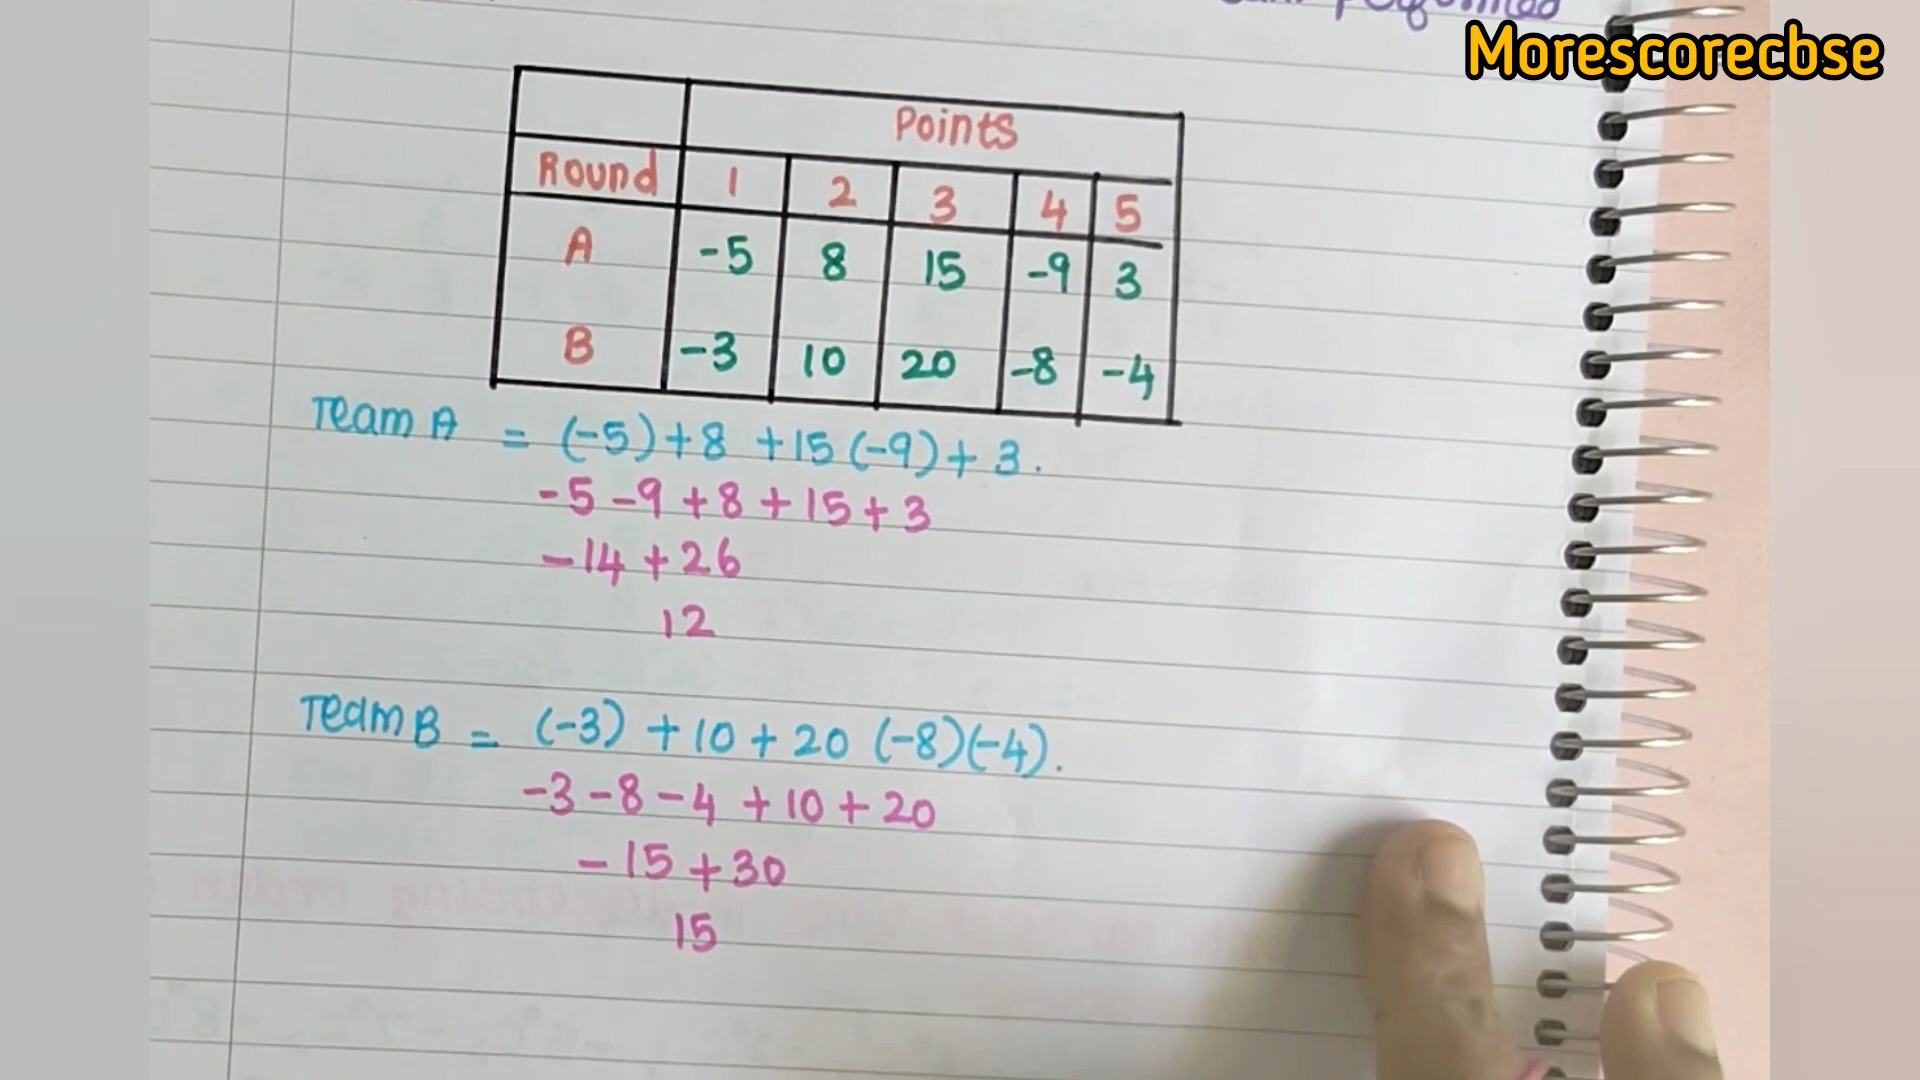 Morescorecbse
Points
Round 1 2 3 4 5
A -5 8 15 -9 3
B -3 10 20 -8 -4
Team A = (-5)+8 +15(-9)+3.
-5-9+8+15+3
-14+26
12
Team B = (-3)+10+20(-8)(-4).
-3-8-4+10+20
-15+30
15